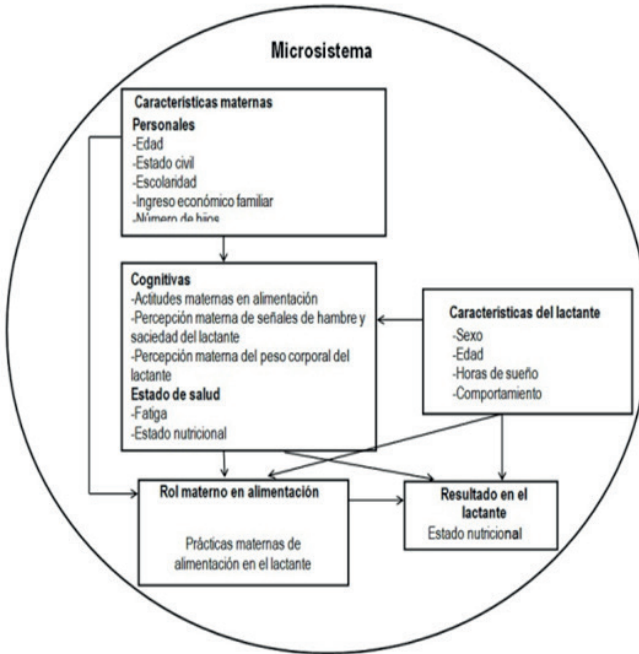 Microsistema
Características maternas
Personales
-Edad
-Estado civil
-Escolaridad
-Ingreso económico familiar
-Número de hijos
Cognitivas
-Actitudes maternas en alimentación
-Percepción materna de señales de hambre y
saciedad del lactante
-Percepción materna del peso corporal del
lactante
Estado de salud
-Fatiga
-Estado nutricional
Características del lactante
-Sexo
-Edad
-Horas de sueño
-Comportamiento
Rol materno en alimentación
Prácticas maternas de
alimentación en el lactante
Resultado en el
lactante
Estado nutricional